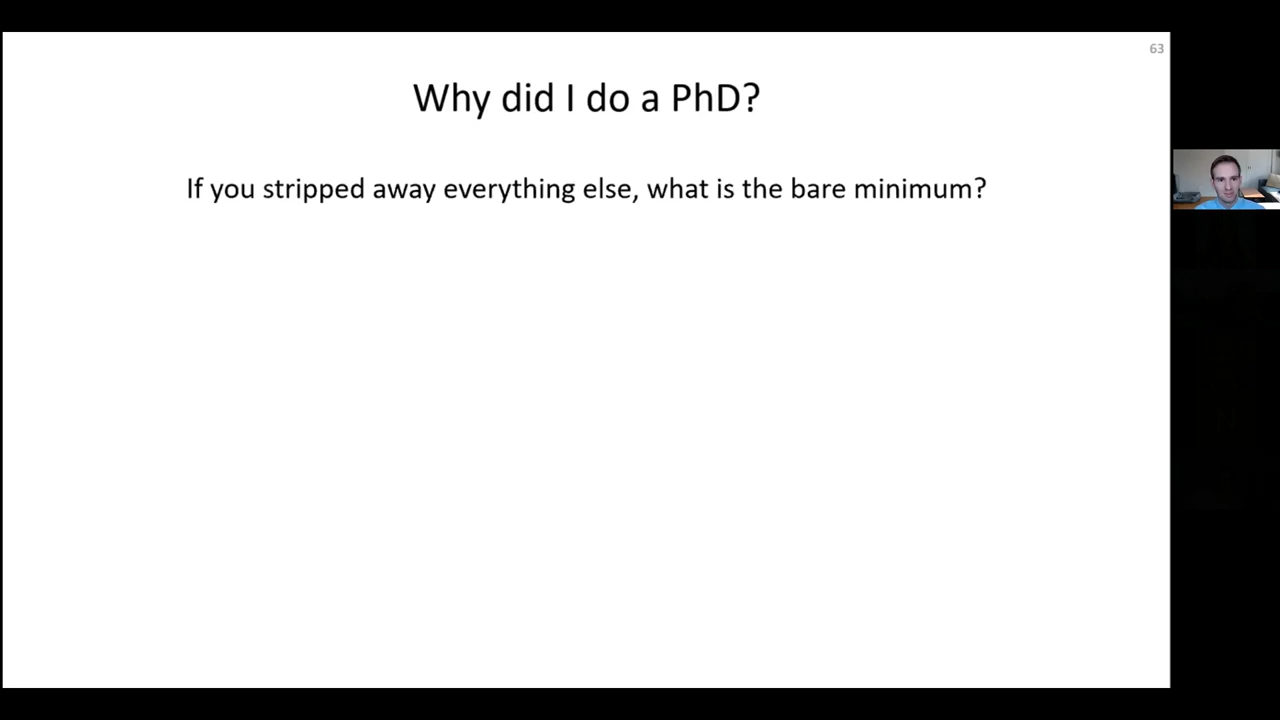 63
Why did I do a PhD?
If you stripped away everything else, what is the bare minimum?